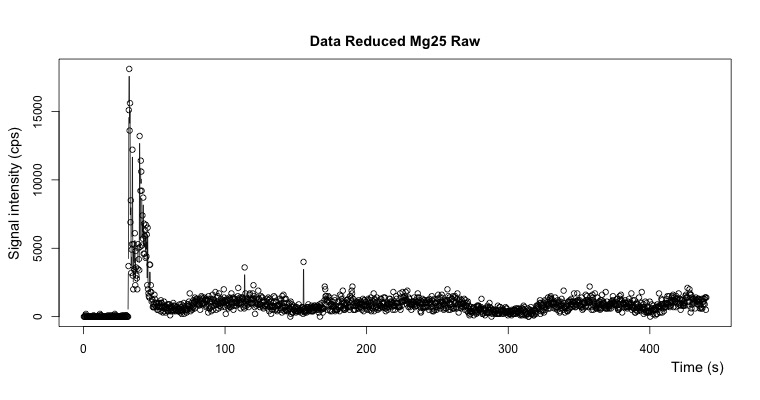 Data Reduced Mg25 Raw
Signal intensity (cps)
15000
10000
5000
0
0 100 200 300 400
Time (s)